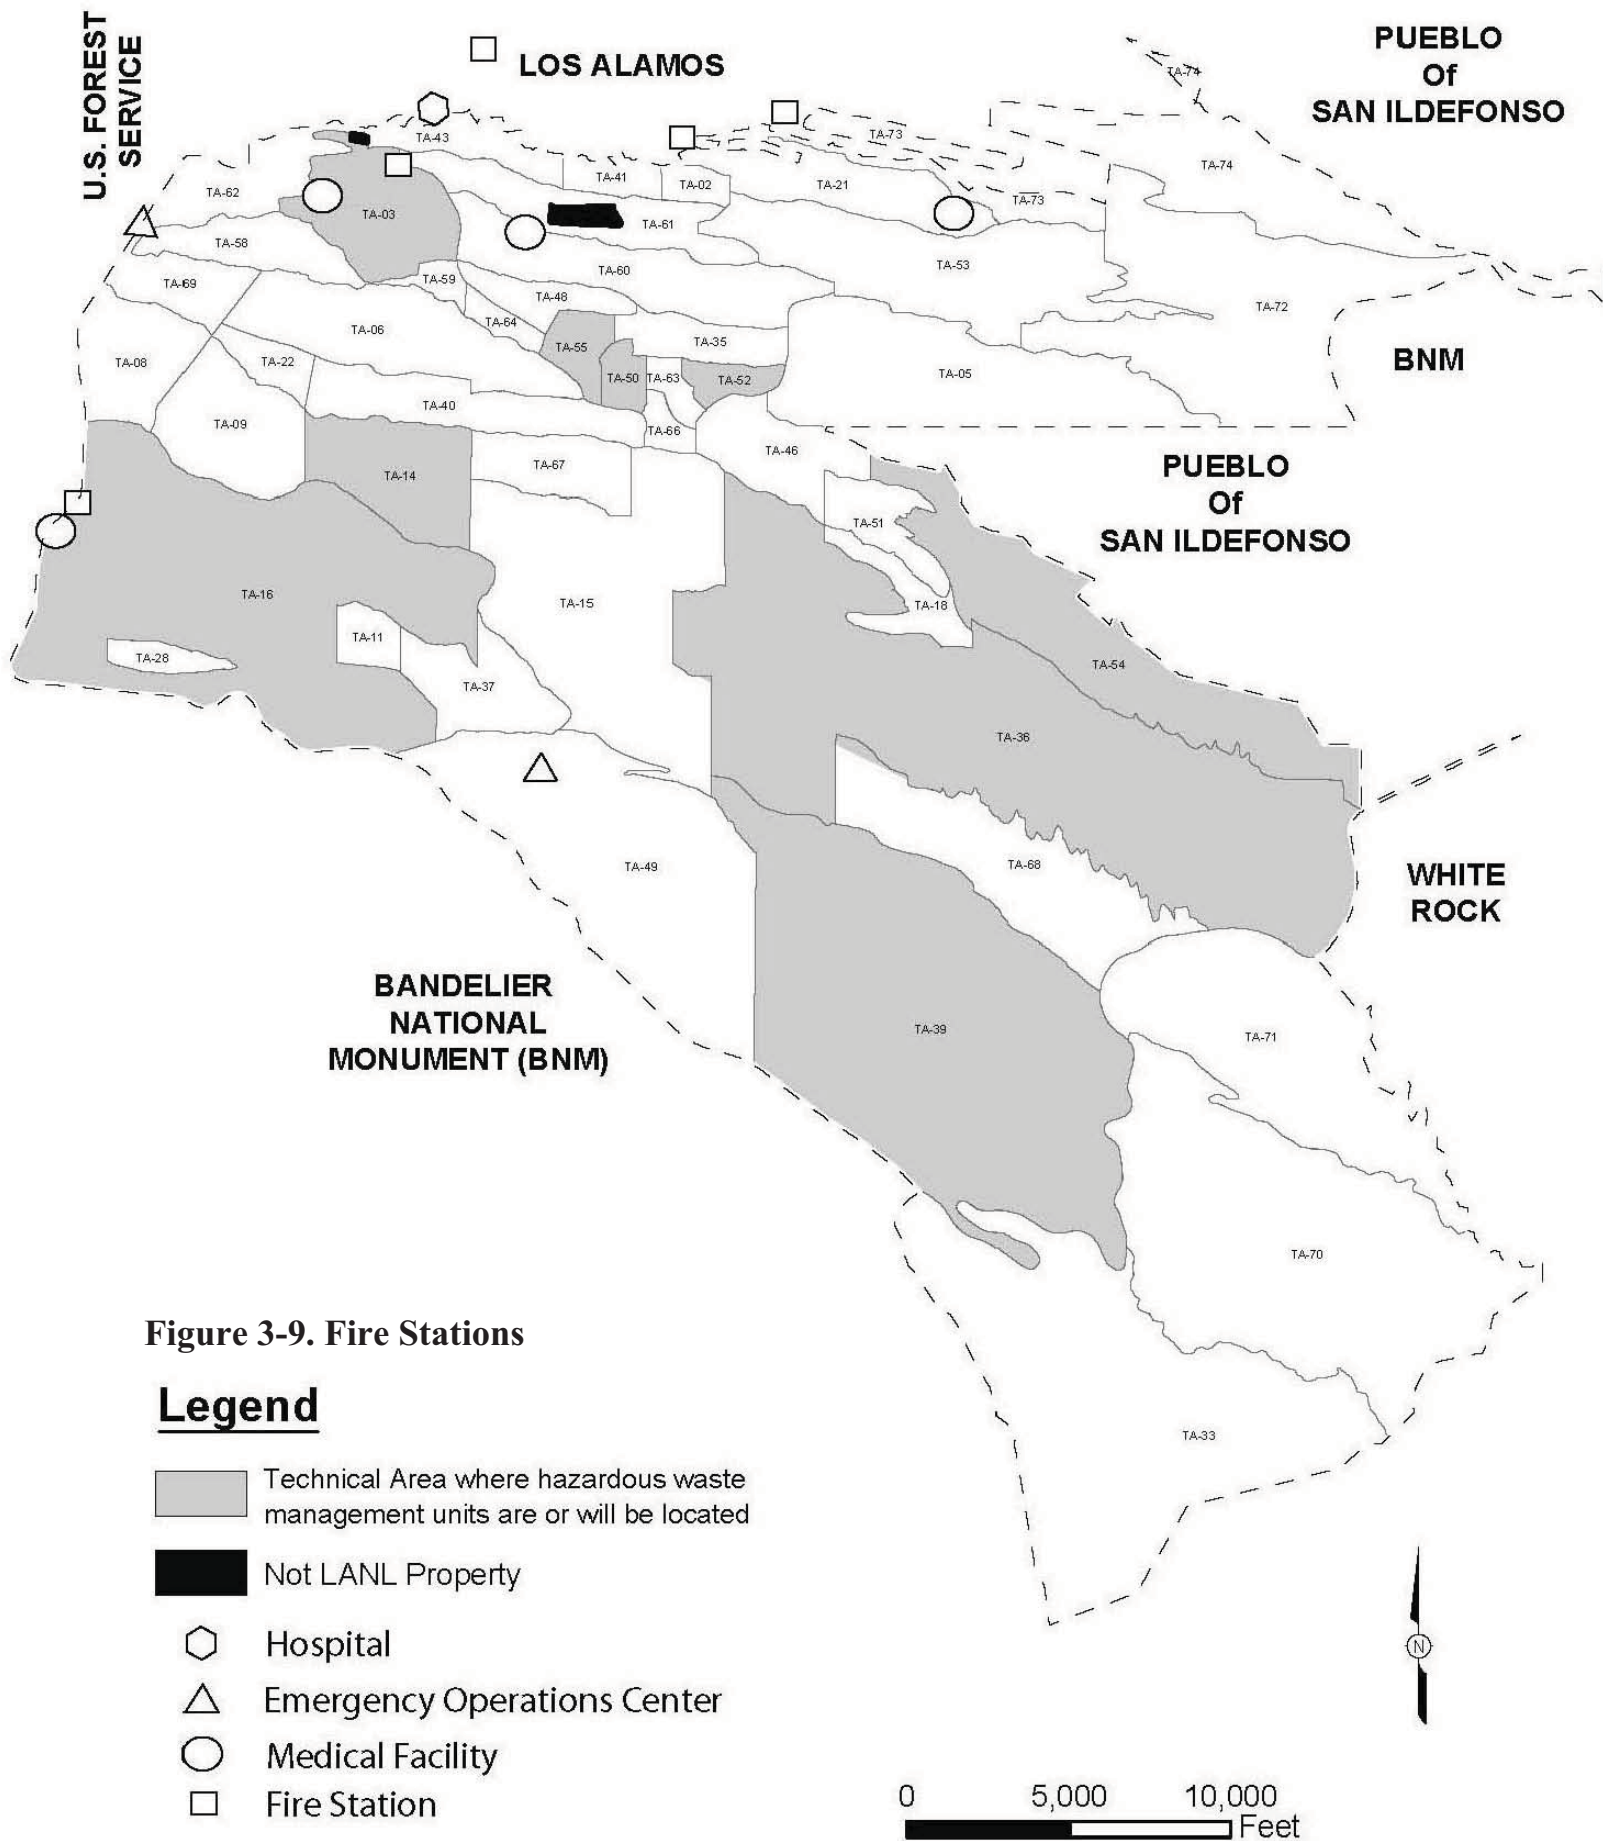 U.S. FOREST
SERVICE
LOS ALAMOS
PUEBLO
Of
SAN ILDEFONSO
TA-74
TA-43
TA-73
TA-74
TA-62
TA-41
TA-02
TA-21
TA-73
TA-03
TA-61
TA-58
TA-60
TA-53
TA-69
TA-59
TA-48
TA-72
TA-06
TA-64
TA-55
TA-35
TA-08
TA-22
TA-50
TA-63
TA-52
TA-05
BNM
TA-40
TA-09
TA-66
TA-46
TA-14
TA-67
PUEBLO
Of
SAN ILDEFONSO
TA-51
TA-16
TA-15
TA-18
TA-11
TA-28
TA-37
TA-54
TA-36
TA-49
TA-68
WHITE
ROCK
BANDELIER
NATIONAL
MONUMENT (BNM)
TA-39
TA-71
TA-70
TA-33
Figure 3-9. Fire Stations
Legend
Technical Area where hazardous waste
management units are or will be located
Not LANL Property
Hospital
Emergency Operations Center
Medical Facility
Fire Station
N
0 5,000 10,000
Feet